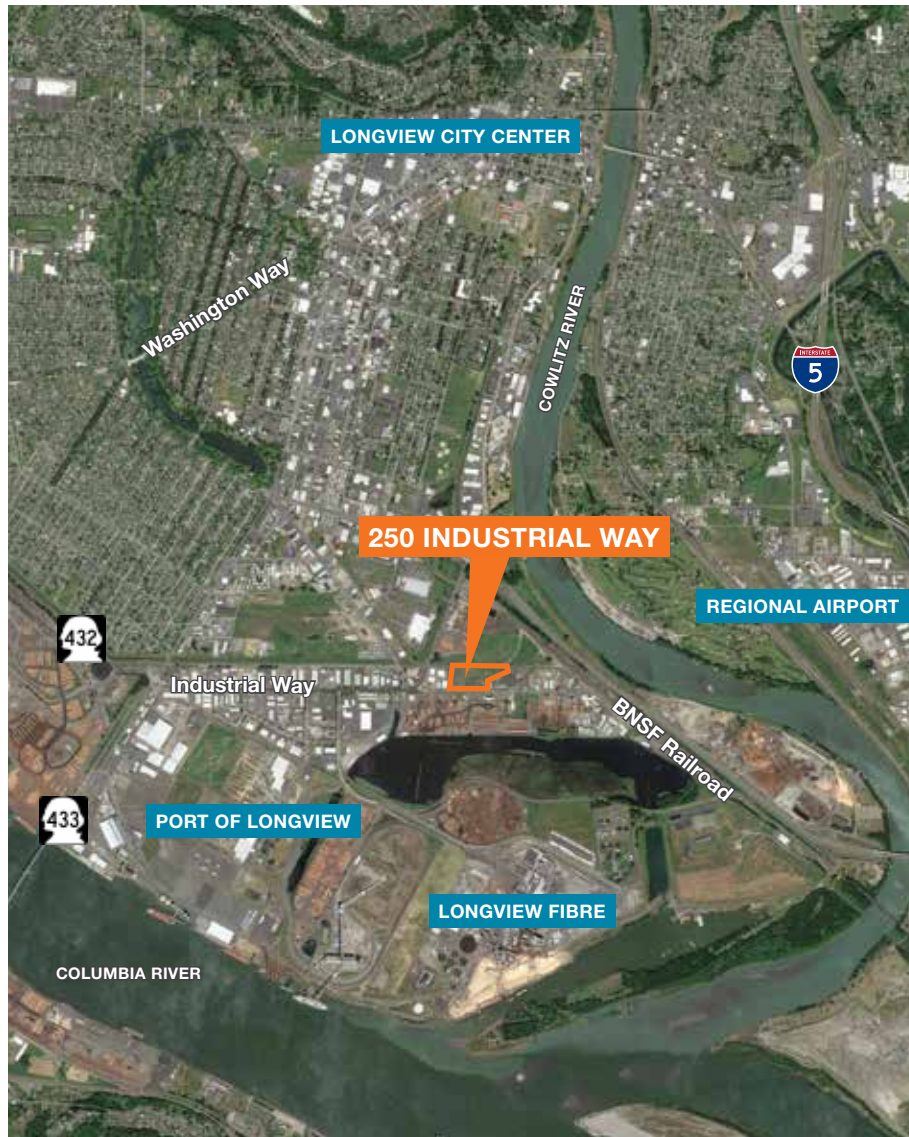 LONGVIEW CITY CENTER
Washington Way
COWLITZ RIVER
INTERSTATE
5
250 INDUSTRIAL WAY
REGIONAL AIRPORT
432
Industrial Way
BNSF Railroad
433
PORT OF LONGVIEW
LONGVIEW FIBRE
COLUMBIA RIVER